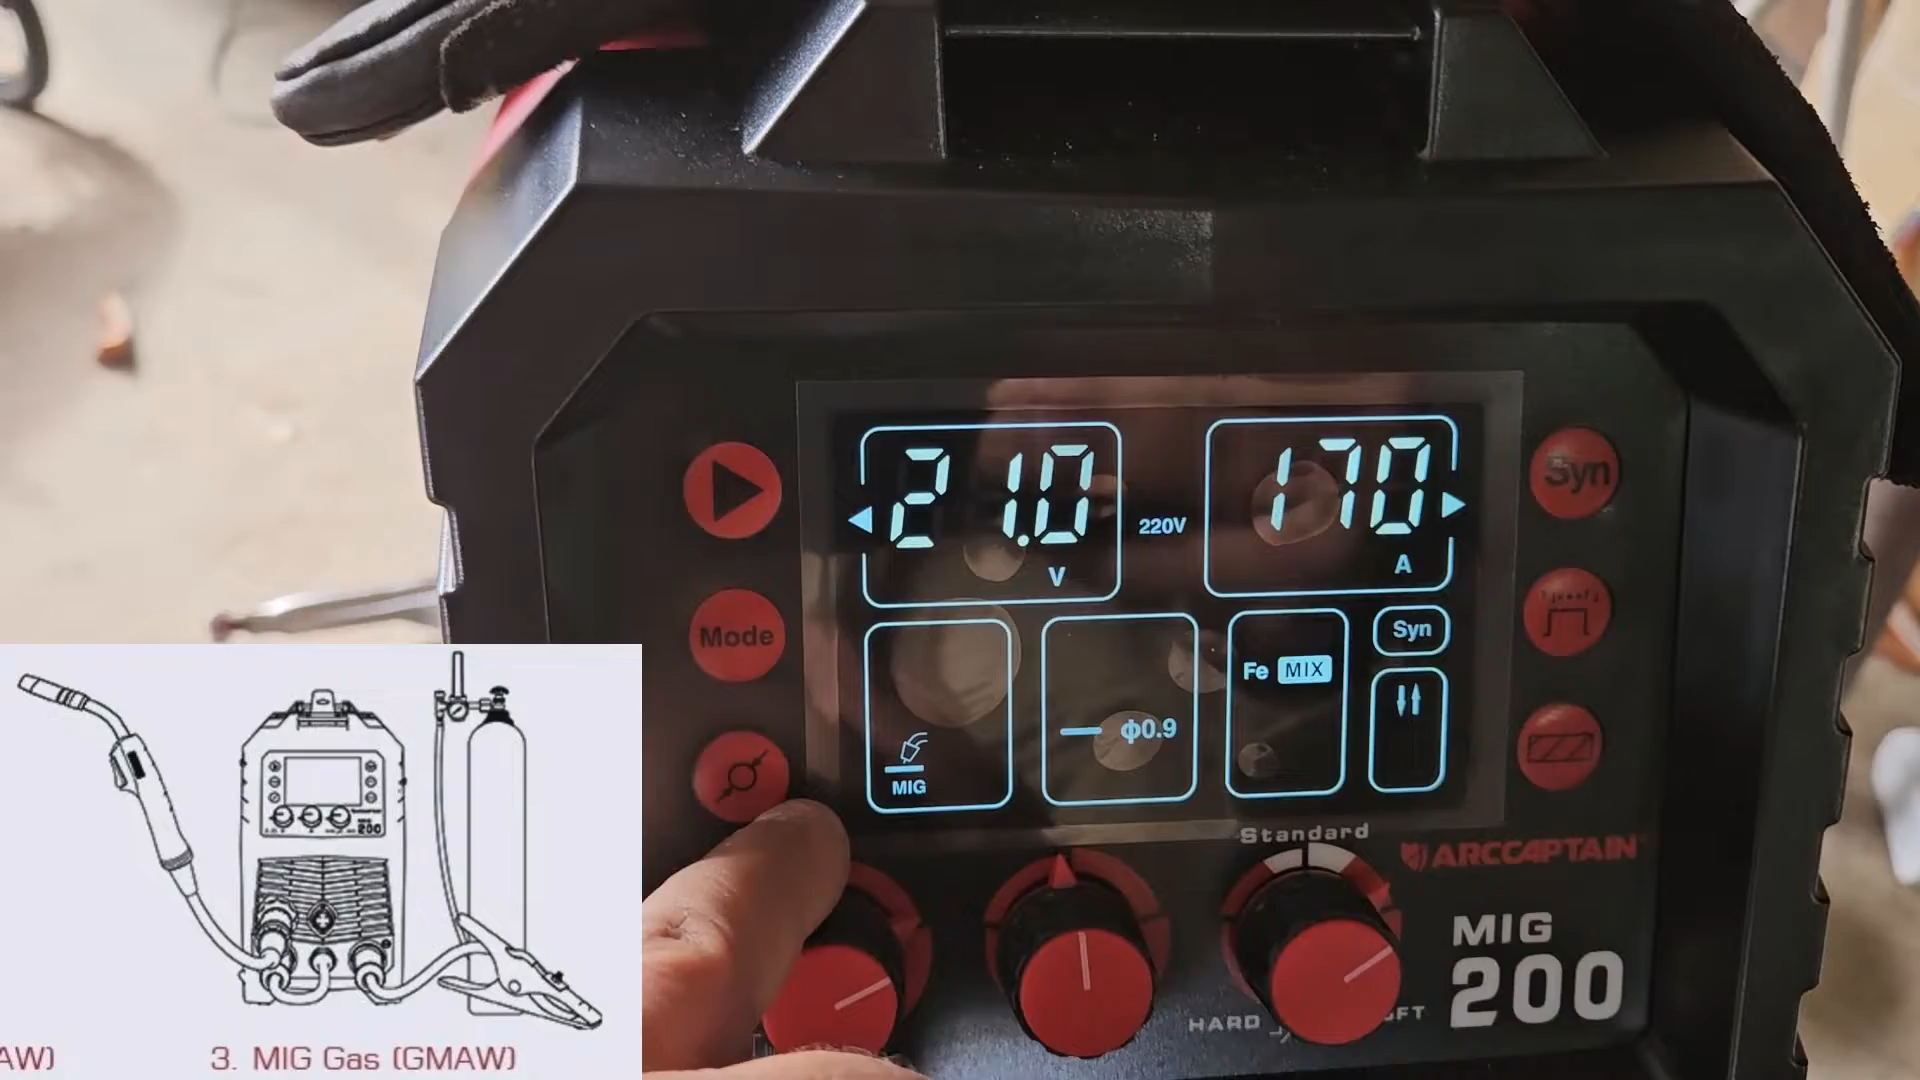 21.0
V
220V
170
A
Syn
Mode
Syn
Fe MIX
φ0.9
MIG
Standard
ARCCAPTAIN
MIG
200
HARD
200
AW)
3. MIG Gas (GMAW)